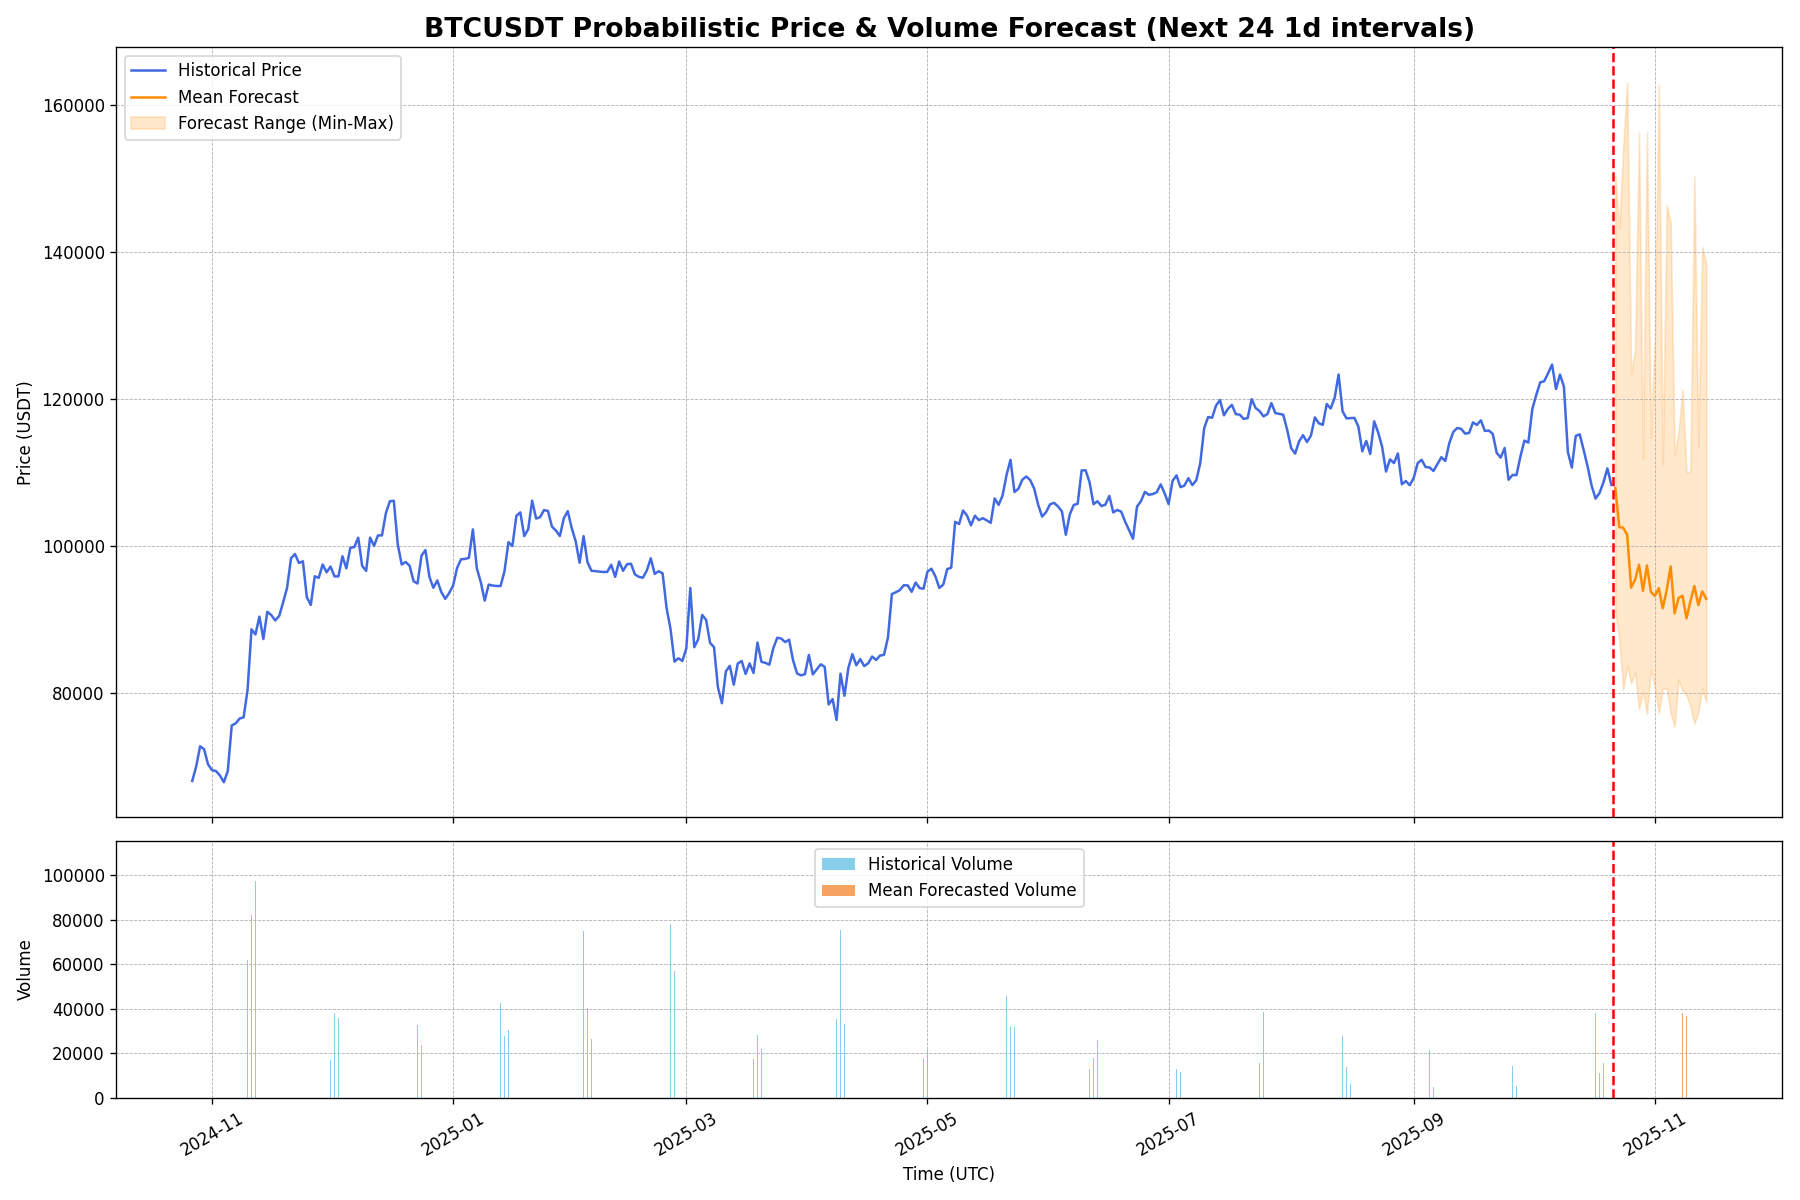 BTCUSDT Probabilistic Price & Volume Forecast (Next 24 1d intervals)
Historical Price
Mean Forecast
Forecast Range (Min-Max)
160000
140000
120000
100000
80000
Price (USDT)
Historical Volume
Mean Forecasted Volume
100000
80000
60000
40000
20000
0
Volume
2024-11
2025-01
2025-03
2025-05
2025-07
2025-09
2025-11
Time (UTC)